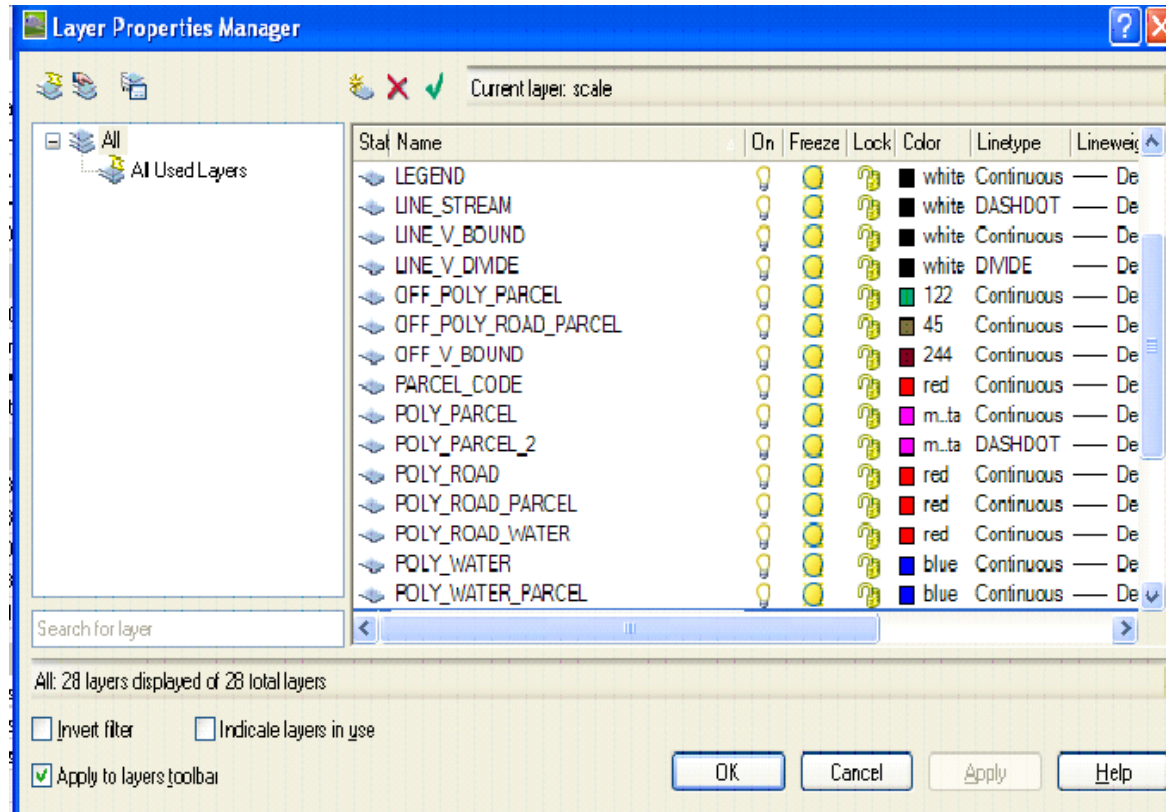 Layer Properties Manager
?
Current layer: scale
All
All Used Layers
Stat Name On Freeze Lock Color Linetype Lineweig
LEGEND white Continuous De
LINE_STREAM white DASHDOT De
LINE_V_BOUND white Continuous De
LINE_V_DIVIDE white DIVIDE De
OFF_POLY_PARCEL 122 Continuous De
OFF_POLY_ROAD_PARCEL 45 Continuous De
OFF_V_BOUND 244 Continuous De
PARCEL_CODE red Continuous De
POLY_PARCEL m..ta Continuous De
POLY_PARCEL_2 m..ta DASHDOT De
POLY_ROAD red Continuous De
POLY_ROAD_PARCEL red Continuous De
POLY_ROAD_WATER red Continuous De
POLY_WATER blue Continuous De
POLY_WATER_PARCEL blue Continuous De
Search for layer
All: 28 layers displayed of 28 total layers
Invert filter Indicate layers in use
Apply to layers toolbar
OK Cancel Apply Help